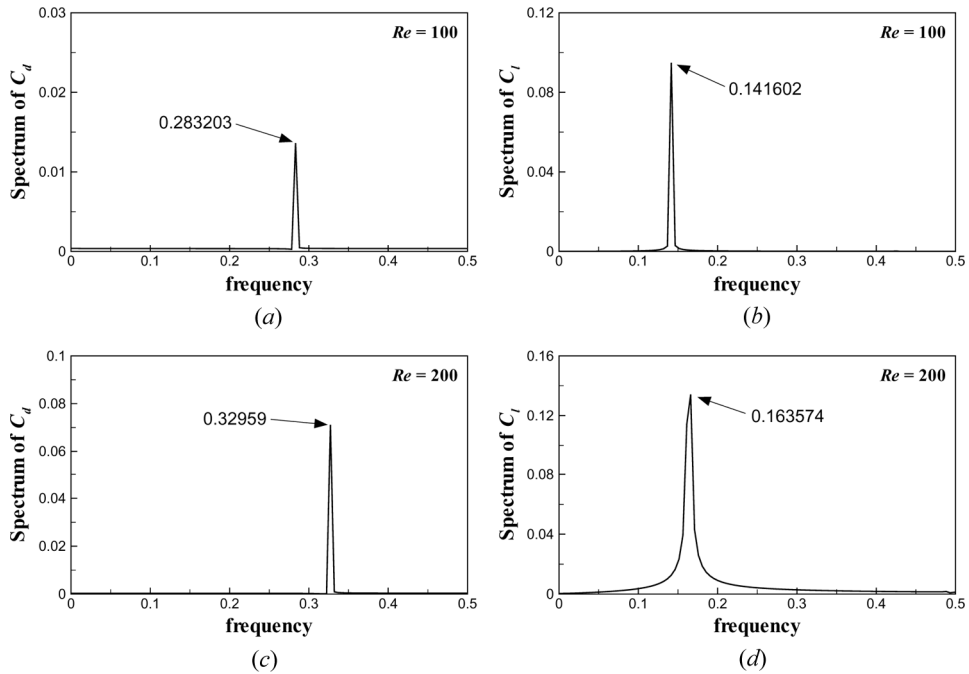 0.03
0.02
0.01
0
Spectrum of C_d
Re = 100
0.283203
0 0.1 0.2 0.3 0.4 0.5
frequency
(a)
0.12
0.08
0.04
0
Spectrum of C_l
Re = 100
0.141602
0 0.1 0.2 0.3 0.4 0.5
frequency
(b)
0.1
0.08
0.06
0.04
0.02
0
Spectrum of C_d
Re = 200
0.32959
0 0.1 0.2 0.3 0.4 0.5
frequency
(c)
0.16
0.12
0.08
0.04
0
Spectrum of C_l
Re = 200
0.163574
0 0.1 0.2 0.3 0.4 0.5
frequency
(d)